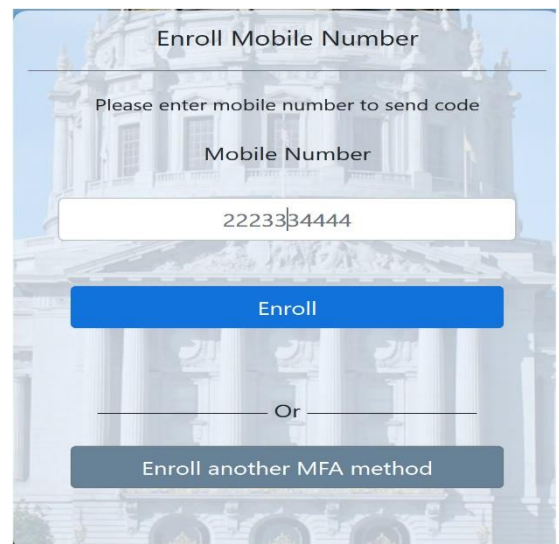 Enroll Mobile Number
Please enter mobile number to send code
Mobile Number
2223334444
Enroll
Or
Enroll another MFA method